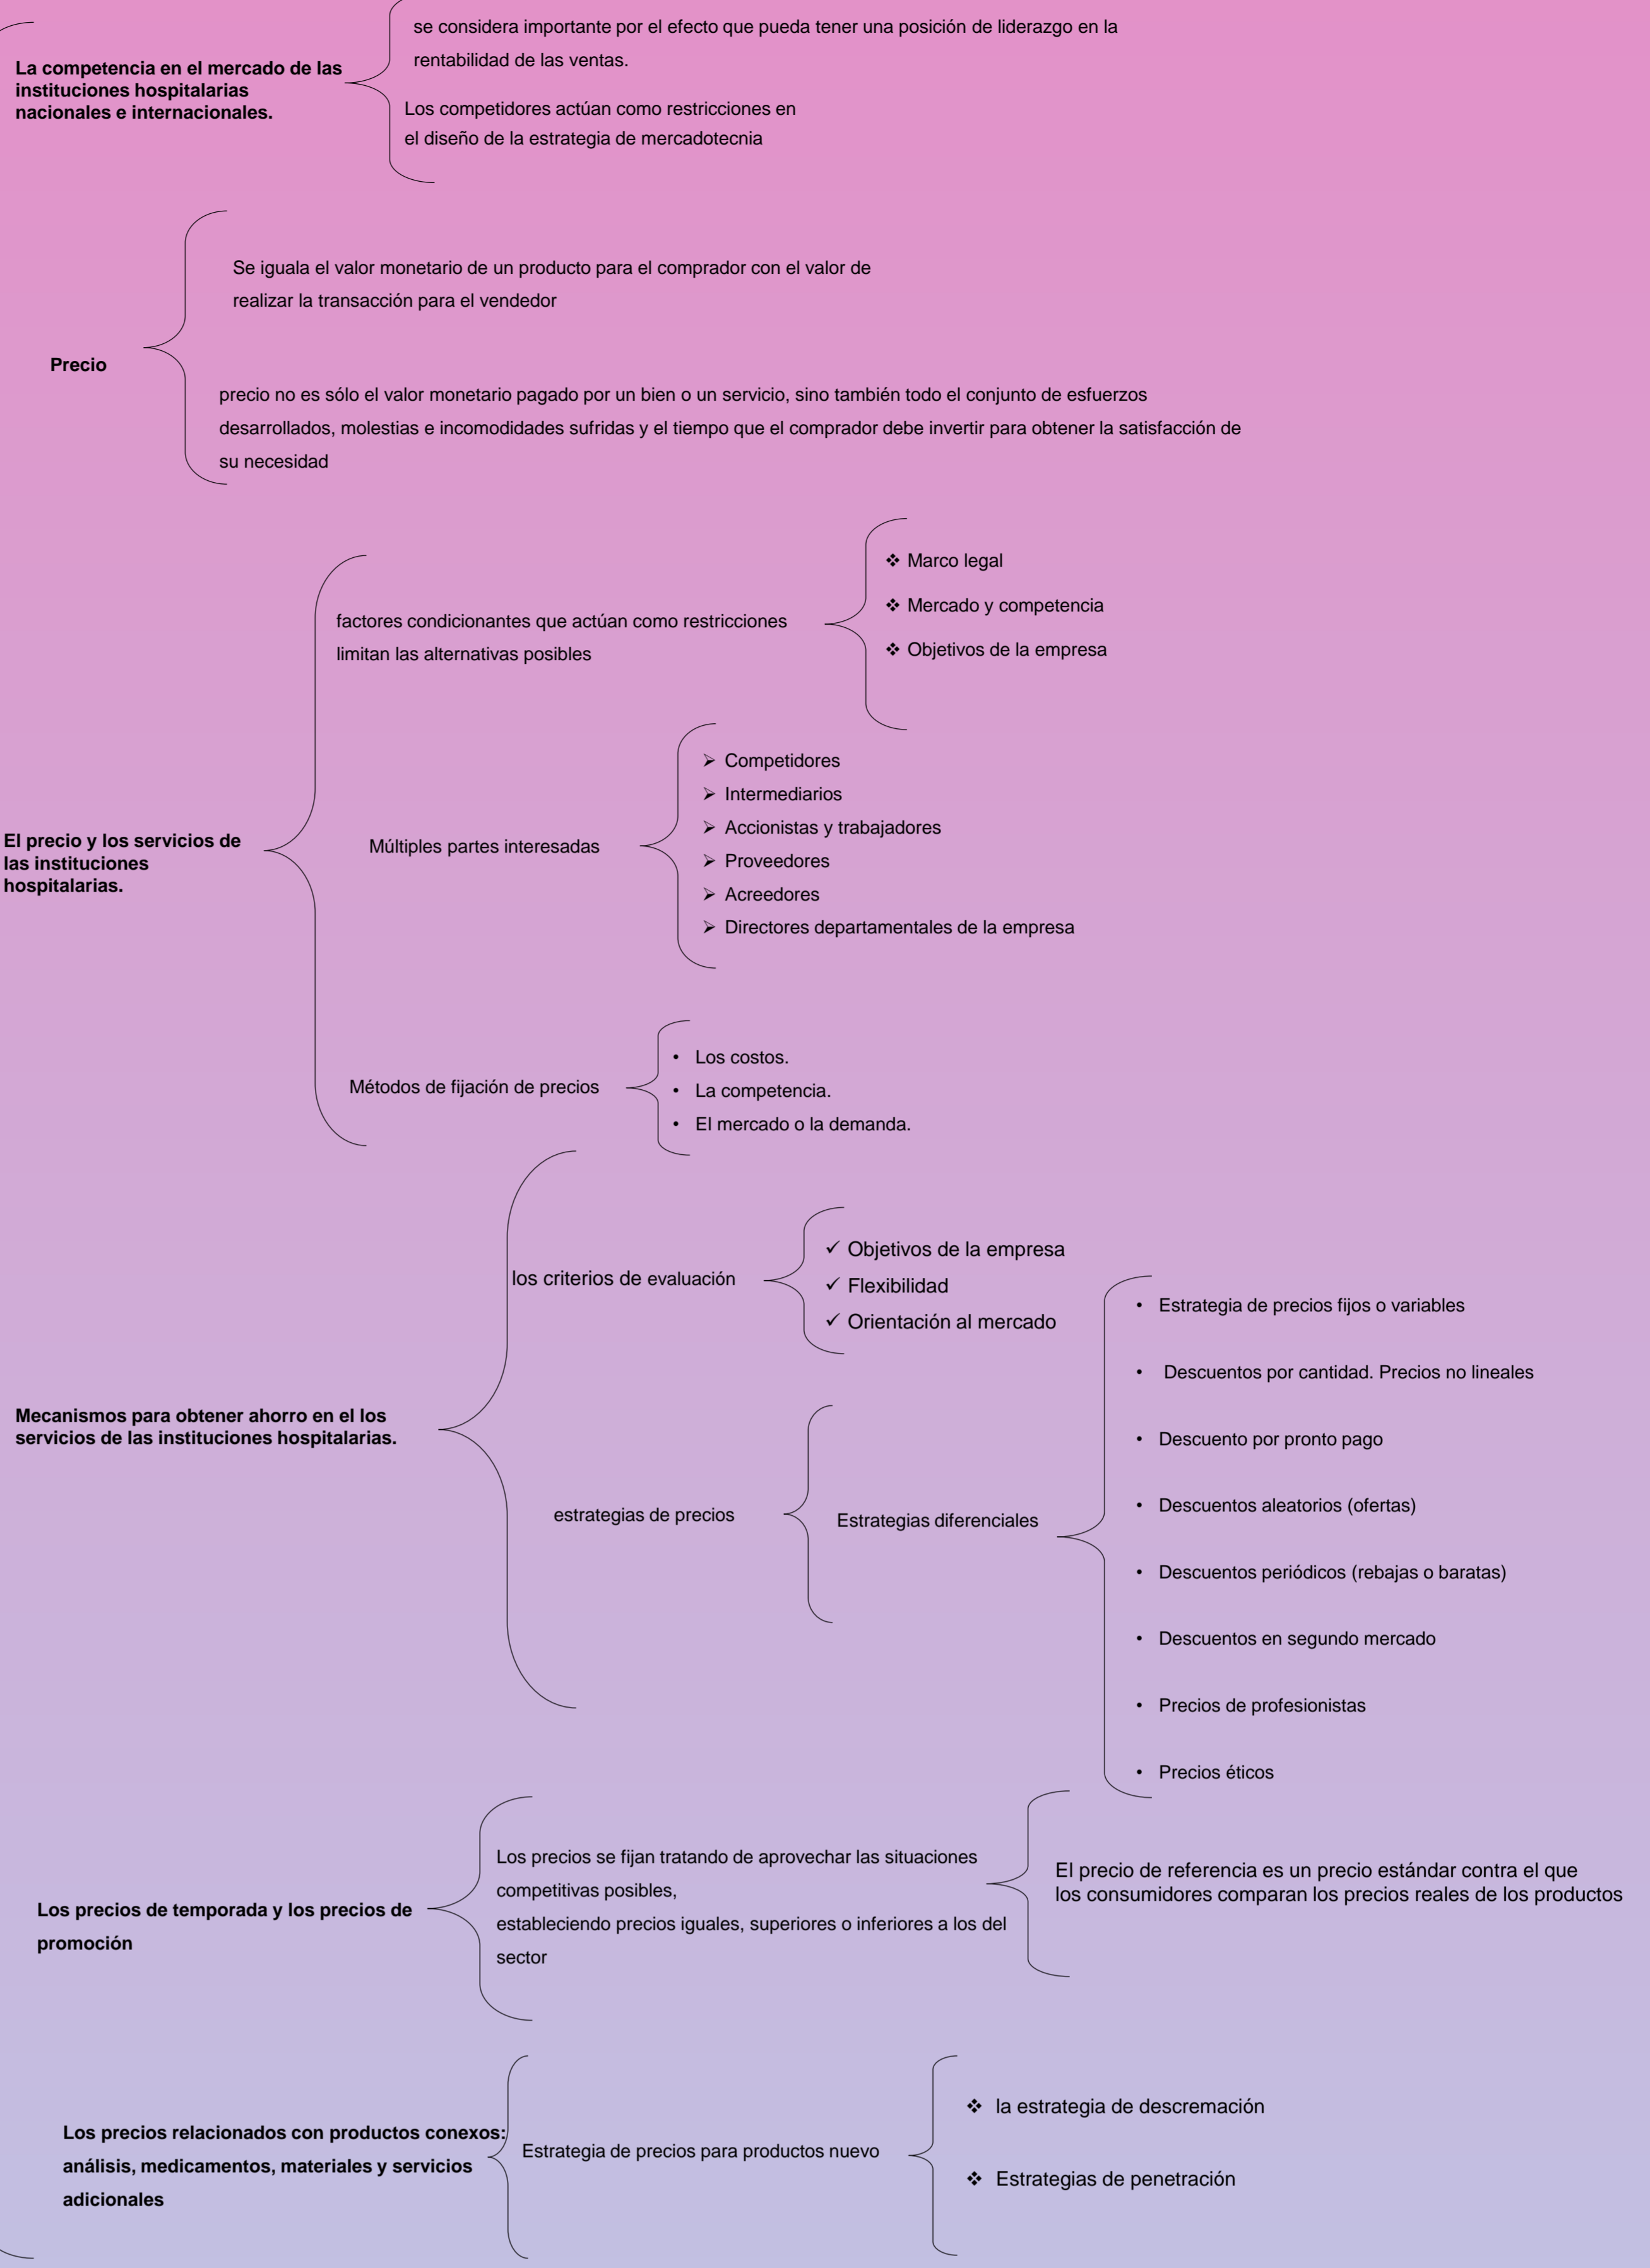 La competencia en el mercado de las
instituciones hospitalarias
nacionales e internacionales.
se considera importante por el efecto que pueda tener una posición de liderazgo en la
rentabilidad de las ventas.
Los competidores actúan como restricciones en
el diseño de la estrategia de mercadotecnia
Precio
Se iguala el valor monetario de un producto para el comprador con el valor de
realizar la transacción para el vendedor
precio no es sólo el valor monetario pagado por un bien o un servicio, sino también todo el conjunto de esfuerzos
desarrollados, molestias e incomodidades sufridas y el tiempo que el comprador debe invertir para obtener la satisfacción de
su necesidad
El precio y los servicios de
las instituciones
hospitalarias.
factores condicionantes que actúan como restricciones
limitan las alternativas posibles
❖ Marco legal
❖ Mercado y competencia
❖ Objetivos de la empresa
Múltiples partes interesadas
➢ Competidores
➢ Intermediarios
➢ Accionistas y trabajadores
➢ Proveedores
➢ Acreedores
➢ Directores departamentales de la empresa
Métodos de fijación de precios
• Los costos.
• La competencia.
• El mercado o la demanda.
Mecanismos para obtener ahorro en el los
servicios de las instituciones hospitalarias.
los criterios de evaluación
✓ Objetivos de la empresa
✓ Flexibilidad
✓ Orientación al mercado
estrategias de precios
Estrategias diferenciales
• Estrategia de precios fijos o variables
• Descuentos por cantidad. Precios no lineales
• Descuento por pronto pago
• Descuentos aleatorios (ofertas)
• Descuentos periódicos (rebajas o baratas)
• Descuentos en segundo mercado
• Precios de profesionistas
• Precios éticos
Los precios de temporada y los precios de
promoción
Los precios se fijan tratando de aprovechar las situaciones
competitivas posibles,
estableciendo precios iguales, superiores o inferiores a los del
sector
El precio de referencia es un precio estándar contra el que
los consumidores comparan los precios reales de los productos
Los precios relacionados con productos conexos:
análisis, medicamentos, materiales y servicios
adicionales
Estrategia de precios para productos nuevo
❖ la estrategia de descremación
❖ Estrategias de penetración